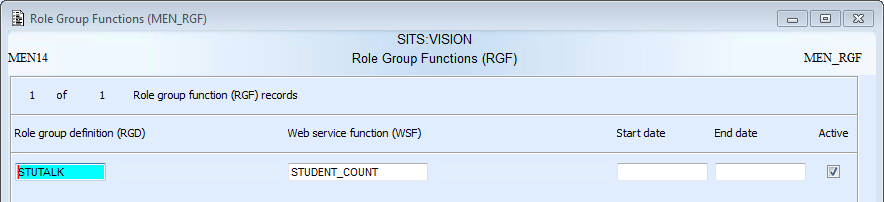 Role Group Functions (MEN_RGF)
SITS:VISION
MEN14 Role Group Functions (RGF) MEN_RGF
1 of 1 Role group function (RGF) records
Role group definition (RGD) Web service function (WSF) Start date End date Active
STUTALK STUDENT_COUNT